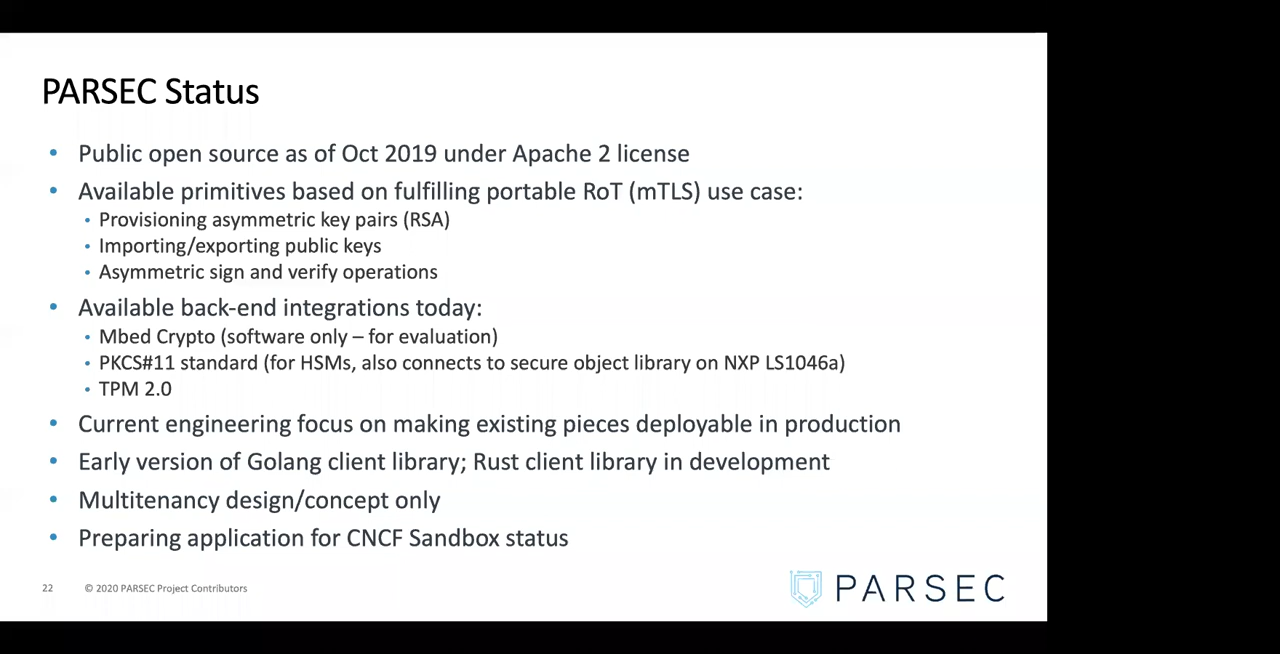 PARSEC Status
• Public open source as of Oct 2019 under Apache 2 license
• Available primitives based on fulfilling portable RoT (mTLS) use case:
• Provisioning asymmetric key pairs (RSA)
• Importing/exporting public keys
• Asymmetric sign and verify operations
• Available back-end integrations today:
• Mbed Crypto (software only – for evaluation)
• PKCS#11 standard (for HSMs, also connects to secure object library on NXP LS1046a)
• TPM 2.0
• Current engineering focus on making existing pieces deployable in production
• Early version of Golang client library; Rust client library in development
• Multitenancy design/concept only
• Preparing application for CNCF Sandbox status
22 © 2020 PARSEC Project Contributors
PARSEC